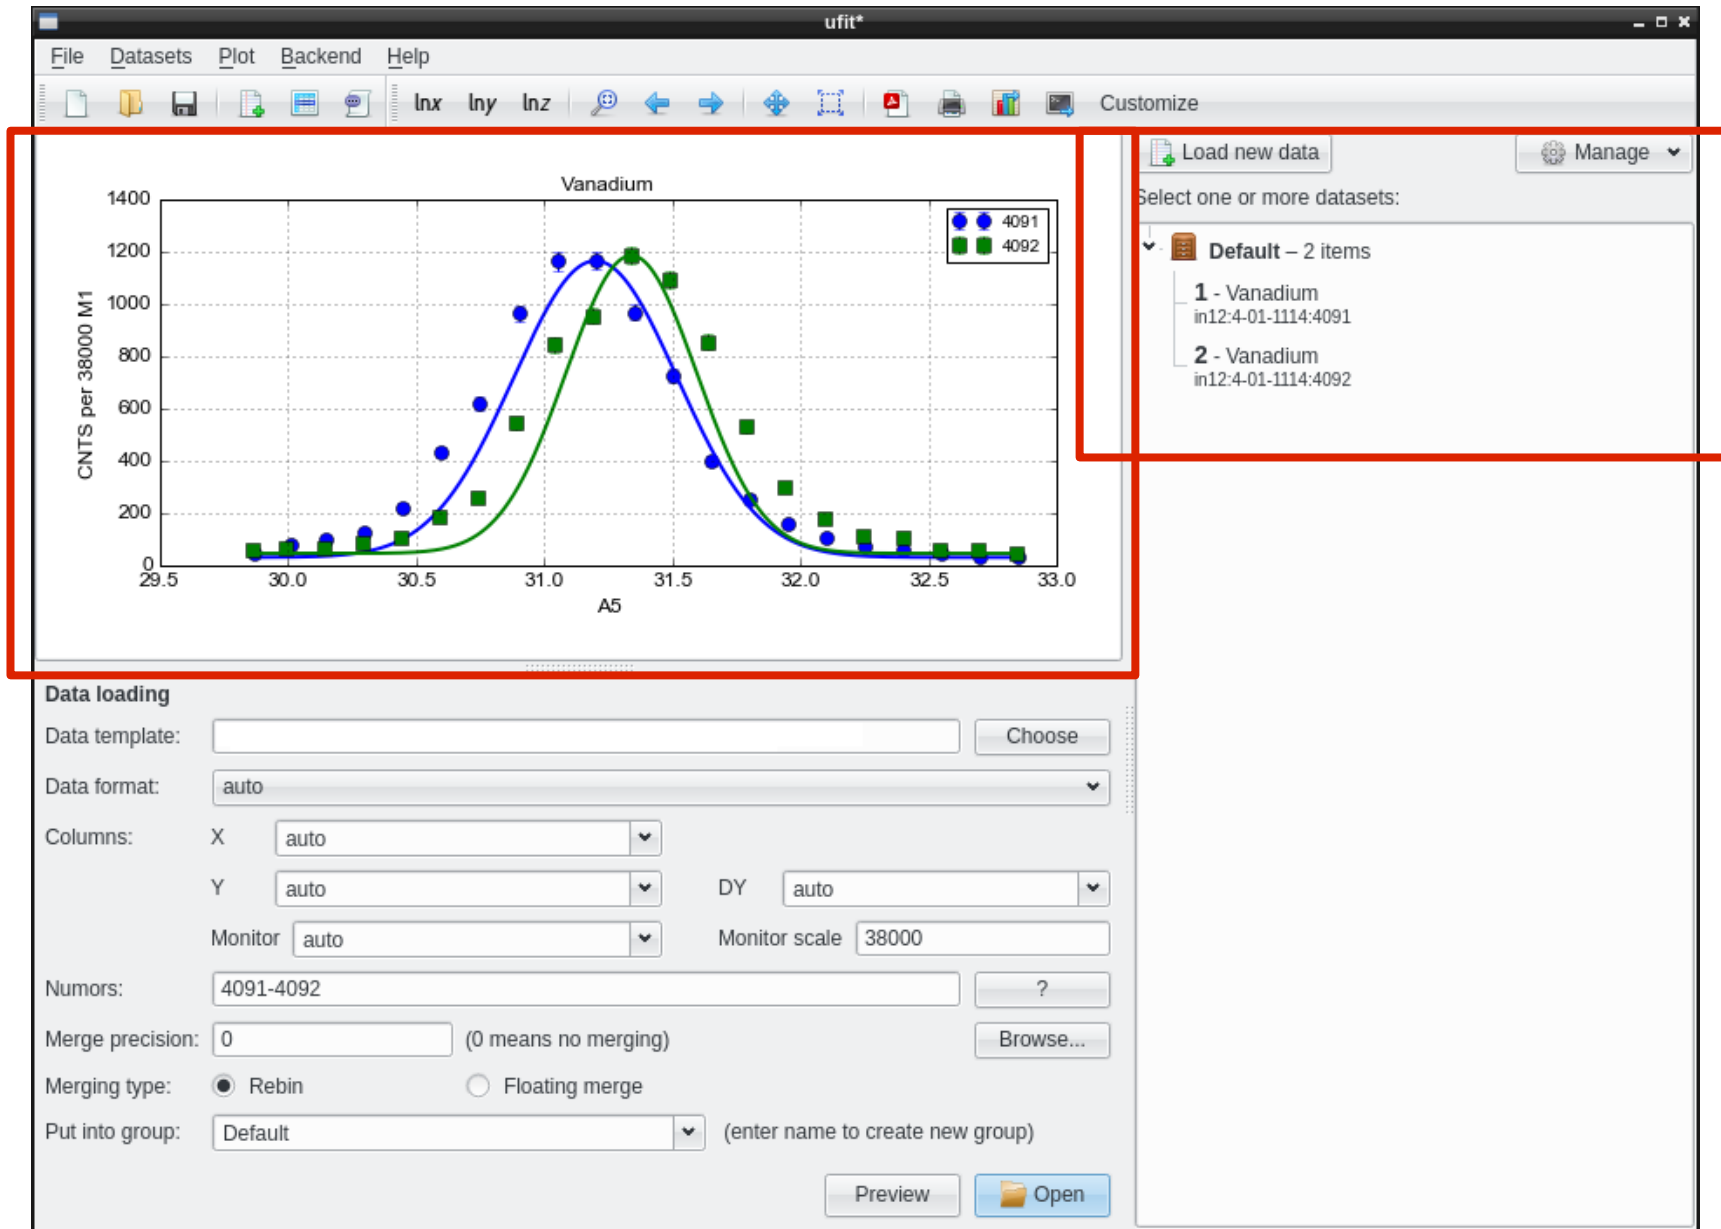 ufit*
File Datasets Plot Backend Help
lnx lny lnz Customize
Load new data Manage
Select one or more datasets:
Default – 2 items
1 - Vanadium
in12:4-01-1114:4091
2 - Vanadium
in12:4-01-1114:4092
Vanadium
4091
4092
CNTS per 38000 M1
1400
1200
1000
800
600
400
200
0
29.5 30.0 30.5 31.0 31.5 32.0 32.5 33.0
A5
Data loading
Data template: Choose
Data format: auto
Columns: X auto
Y auto DY auto
Monitor auto Monitor scale 38000
Numors: 4091-4092 ?
Merge precision: 0 (0 means no merging) Browse...
Merging type: Rebin Floating merge
Put into group: Default (enter name to create new group)
Preview Open